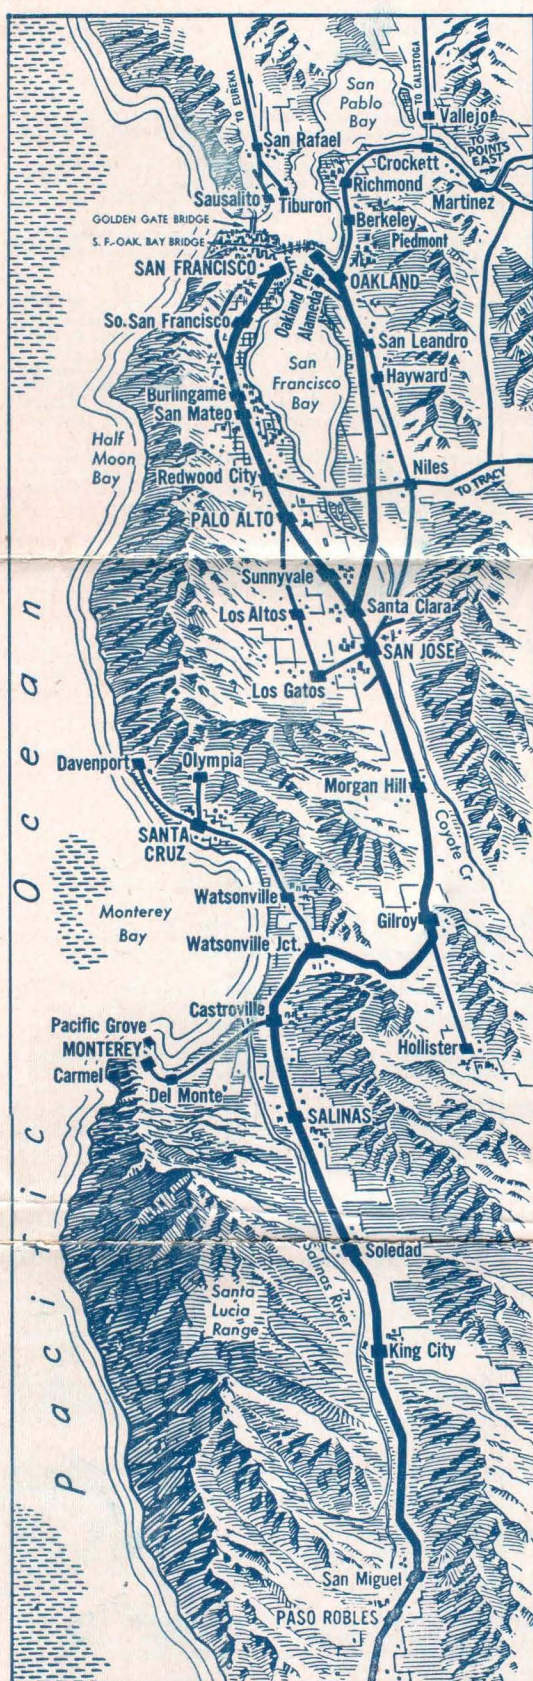 TO EUREKA
San
Pablo
Bay
TO CALISTOGA
Vallejo
San Rafael
TO
POINTS
EAST
Crockett
Richmond
Martinez
Sausalito
Tiburon
GOLDEN GATE BRIDGE
Berkeley
S. F.-OAK. BAY BRIDGE
Piedmont
SAN FRANCISCO
Oakland Pier
Alameda
OAKLAND
So. San Francisco
San Leandro
San
Francisco
Bay
Hayward
Burlingame
San Mateo
Half
Moon
Bay
Redwood City
Niles
TO TRACY
PALO ALTO
Sunnyvale
Los Altos
Santa Clara
SAN JOSE
Los Gatos
Davenport
Olympia
Morgan Hill
Coyote Cr
SANTA
CRUZ
Watsonville
Monterey
Bay
Gilroy
Watsonville Jct.
Castroville
Pacific Grove
MONTEREY
Carmel
Del Monte
Hollister
SALINAS
Soledad
Salinas River
Santa
Lucia
Range
King City
San Miguel
PASO ROBLES
Pacific Ocean